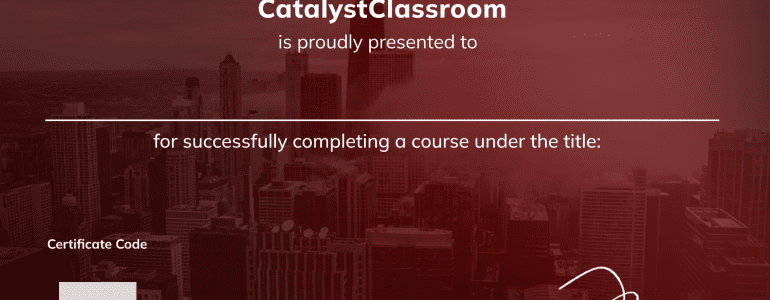 CatalystClassroom
is proudly presented to
for successfully completing a course under the title:
Certificate Code